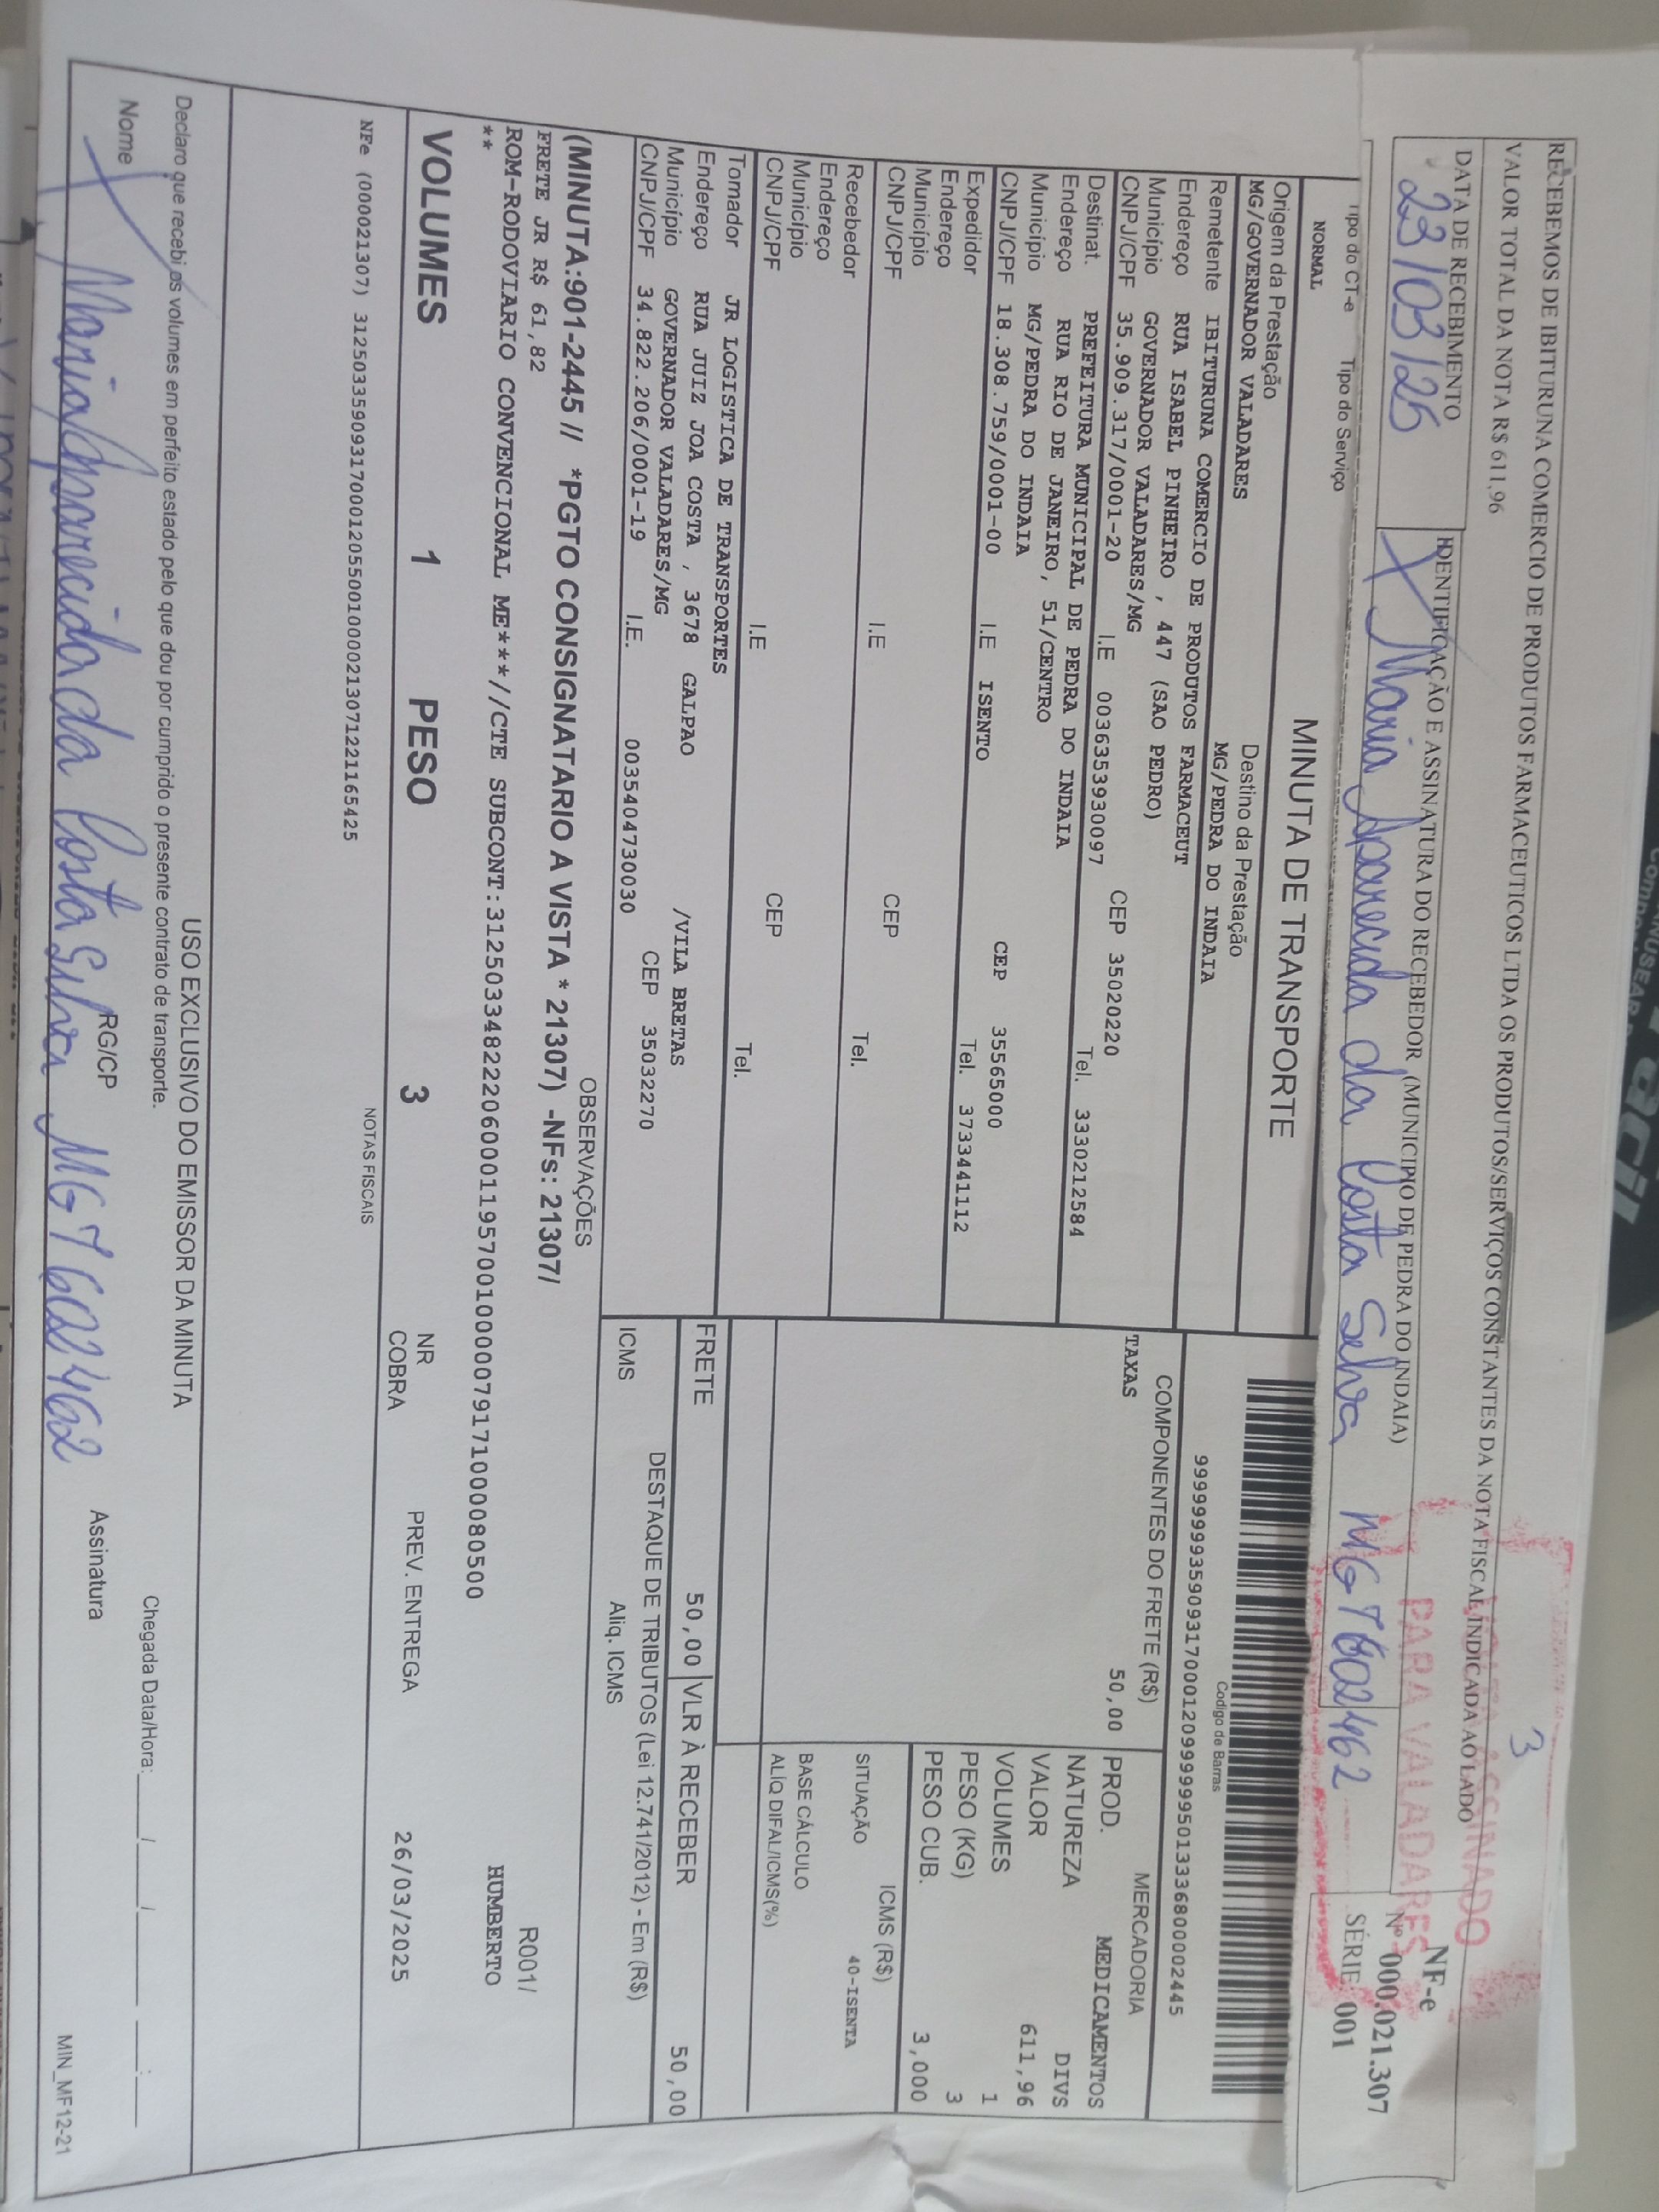 RECEBEMOS DE IBITURUNA COMERCIO DE PRODUTOS FARMACEUTICOS LTDA OS PRODUTOS/SERVIÇOS CONSTANTES DA NOTA FISCAL INDICADA AO LADO
VALOR TOTAL DA NOTA R$ 611,96
3
DATA DE RECEBIMENTO
23/03/25
IDENTIFICAÇÃO E ASSINATURA DO RECEBEDOR (MUNICIPIO DE PEDRA DO INDAIA)
X Maria Aparecida da Costa Silva MG 7602462
ASSINADO
PARA VALADARES
NF-e
Nº 000.021.307
SÉRIE 001
Tipo do CT-e Tipo do Serviço
NORMAL
MINUTA DE TRANSPORTE
Codigo de Barras
99999999359093170001209999999501333680000002445
Origem da Prestação Destino da Prestação
MG/GOVERNADOR VALADARES MG/PEDRA DO INDAIA
Remetente IBITURUNA COMERCIO DE PRODUTOS FARMACEUT
Endereço RUA ISABEL PINHEIRO , 447 (SAO PEDRO)
Município GOVERNADOR VALADARES/MG CEP 35020220
CNPJ/CPF 35.909.317/0001-20 I.E 0036353930097 Tel. 3330212584
Destinat. PREFEITURA MUNICIPAL DE PEDRA DO INDAIA
Endereço RUA RIO DE JANEIRO, 51/CENTRO
Município MG/PEDRA DO INDAIA CEP 35565000
CNPJ/CPF 18.308.759/0001-00 I.E ISENTO Tel. 3733441112
Expedidor
Endereço
Município CEP
CNPJ/CPF I.E Tel.
Recebedor
Endereço
Município CEP
CNPJ/CPF I.E Tel.
Tomador JR LOGISTICA DE TRANSPORTES
Endereço RUA JUIZ JOA COSTA , 3678 GALPAO /VILA BRETAS
Município GOVERNADOR VALADARES/MG CEP 35032270
CNPJ/CPF 34.822.206/0001-19 I.E. 0035404730030
COMPONENTES DO FRETE (R$)
TAXAS 50,00
MERCADORIA
PROD. MEDICAMENTOS
NATUREZA DIVS
VALOR 611,96
VOLUMES 1
PESO (KG) 3
PESO CUB. 3,000
ICMS (R$)
SITUAÇÃO 40-ISENTA
BASE CÁLCULO
ALÍQ DIFAL/ICMS(%)
FRETE 50,00 VLR À RECEBER 50,00
DESTAQUE DE TRIBUTOS (Lei 12.741/2012) - Em (R$)
ICMS Aliq. ICMS
OBSERVAÇÕES
(MINUTA:901-2445 // *PGTO CONSIGNATARIO A VISTA * 21307) -NFs: 21307/
FRETE JR R$ 61,82
ROM-RODOVIARIO CONVENCIONAL ME****//CTE SUBCONT:31250334822206000119570010000079171000080500
**
R001/
HUMBERTO
VOLUMES 1 PESO 3 NR COBRA PREV. ENTREGA 26/03/2025
NOTAS FISCAIS
NFe (000021307) 31250335909317000120550010000213071221165425
USO EXCLUSIVO DO EMISSOR DA MINUTA
Declaro que recebi os volumes em perfeito estado pelo que dou por cumprido o presente contrato de transporte.
Chegada Data/Hora: ____/____/____ ___:___
Nome RG/CP Assinatura
X Maria Aparecida da Costa Silva MG 7602462
MIN_MF12-21